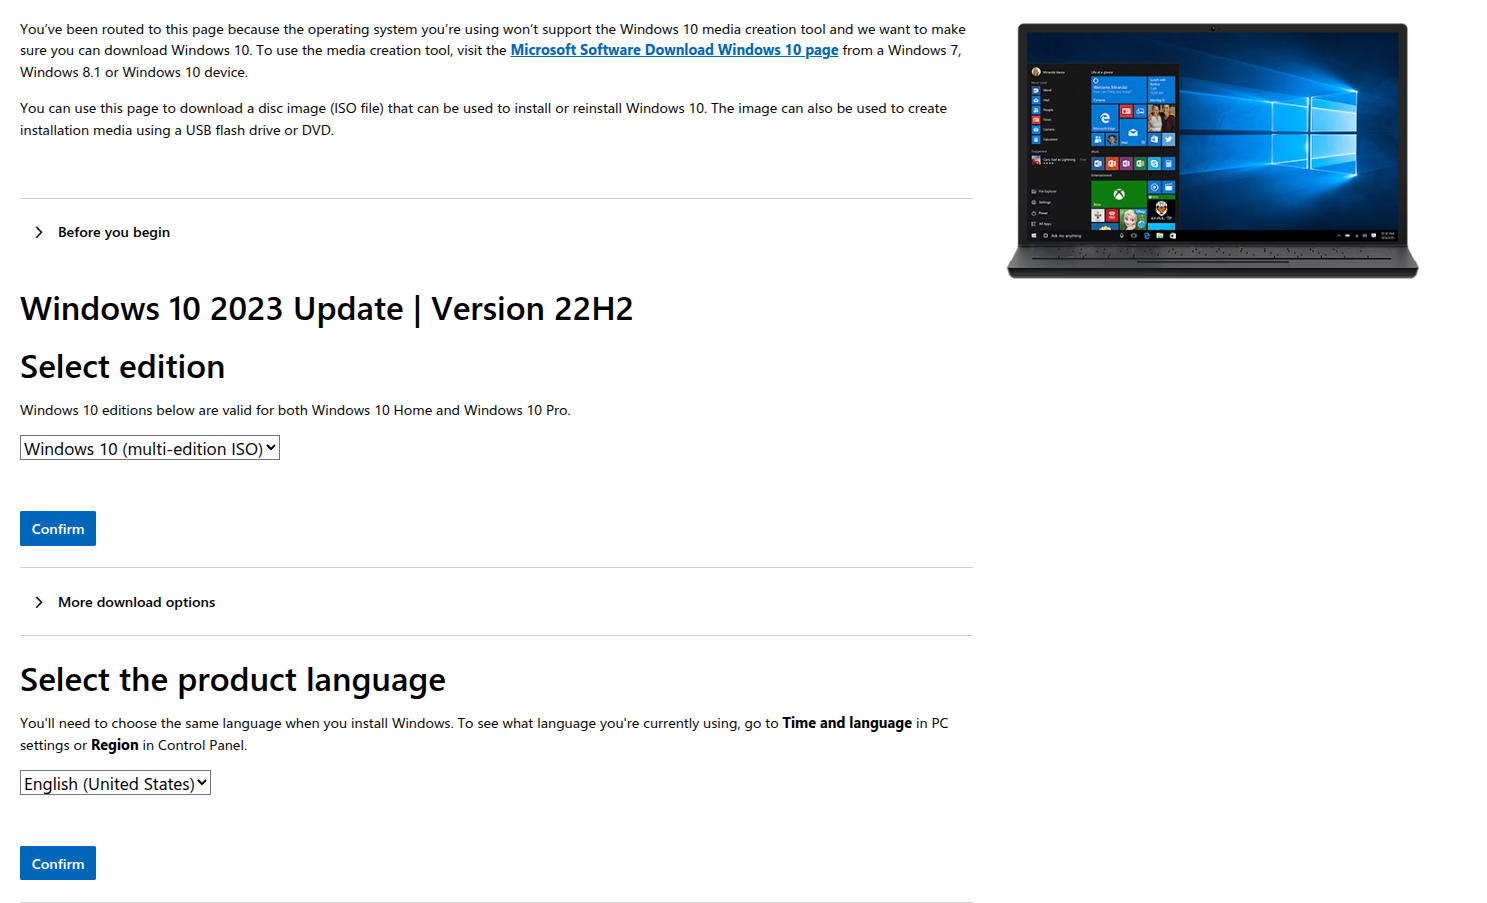 You’ve been routed to this page because the operating system you’re using won’t support the Windows 10 media creation tool and we want to make
sure you can download Windows 10. To use the media creation tool, visit the Microsoft Software Download Windows 10 page from a Windows 7,
Windows 8.1 or Windows 10 device.
You can use this page to download a disc image (ISO file) that can be used to install or reinstall Windows 10. The image can also be used to create
installation media using a USB flash drive or DVD.
Before you begin
Windows 10 2023 Update | Version 22H2
Select edition
Windows 10 editions below are valid for both Windows 10 Home and Windows 10 Pro.
Windows 10 (multi-edition ISO)
Confirm
More download options
Select the product language
You'll need to choose the same language when you install Windows. To see what language you're currently using, go to Time and language in PC
settings or Region in Control Panel.
English (United States)
Confirm